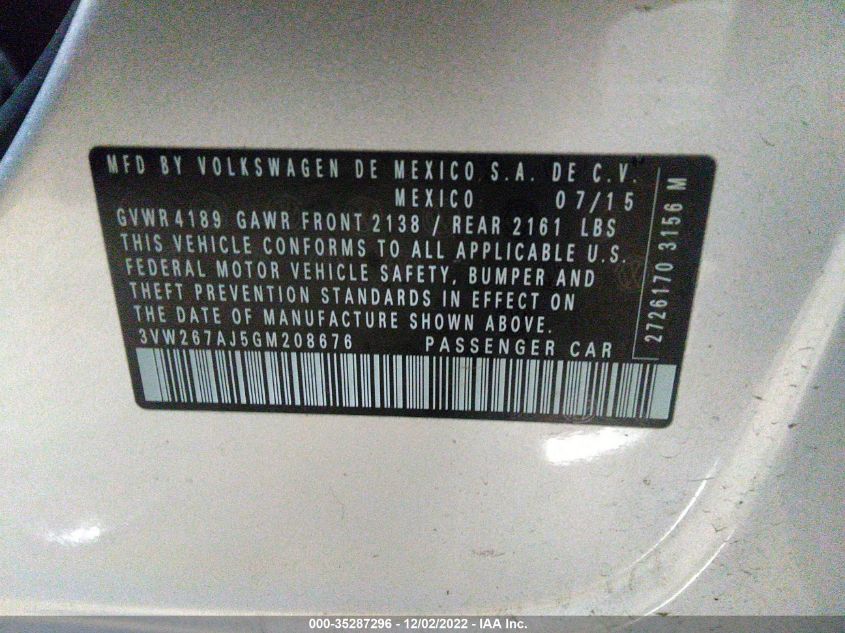 MFD BY VOLKSWAGEN DE MEXICO S.A. DE C.V.
MEXICO 07/15
GVWR 4189 GAWR FRONT 2138 / REAR 2161 LBS
THIS VEHICLE CONFORMS TO ALL APPLICABLE U.S.
FEDERAL MOTOR VEHICLE SAFETY, BUMPER AND
THEFT PREVENTION STANDARDS IN EFFECT ON
THE DATE OF MANUFACTURE SHOWN ABOVE.
3VW267AJ5GM208676 PASSENGER CAR
2726170 3156 M
000-35287296 - 12/02/2022 - IAA Inc.